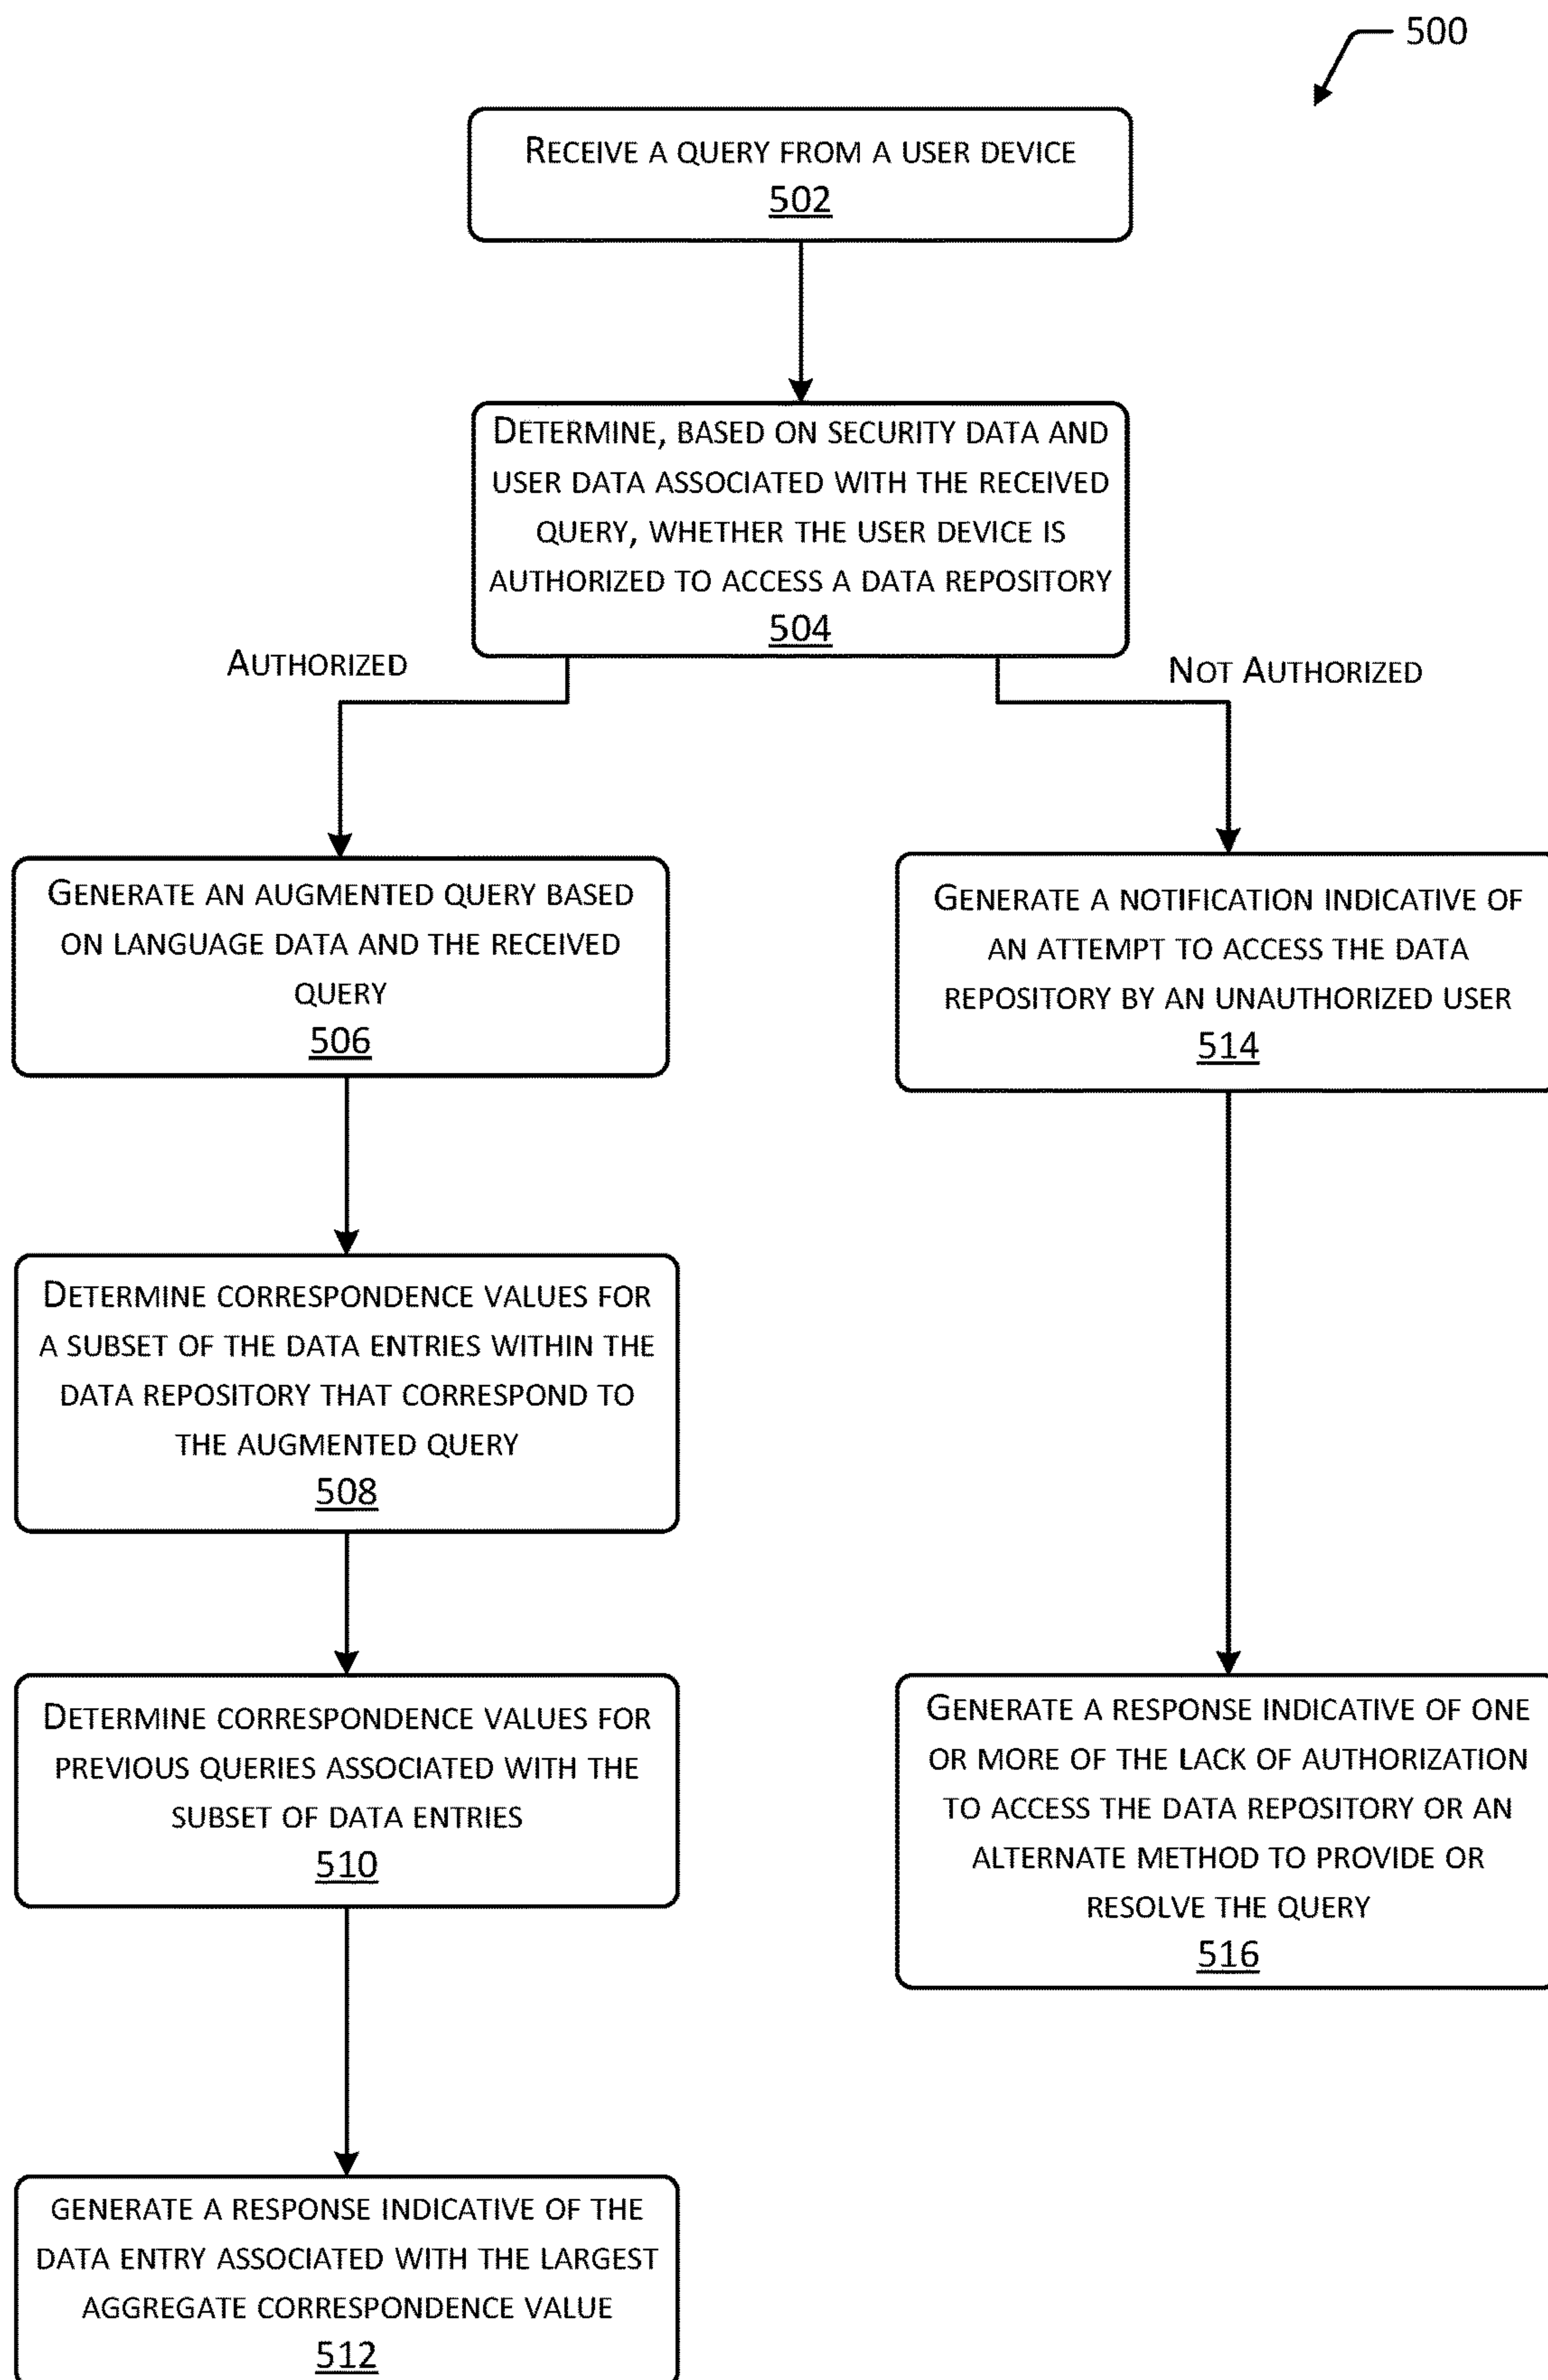 500
RECEIVE A QUERY FROM A USER DEVICE
502
DETERMINE, BASED ON SECURITY DATA AND
USER DATA ASSOCIATED WITH THE RECEIVED
QUERY, WHETHER THE USER DEVICE IS
AUTHORIZED TO ACCESS A DATA REPOSITORY
504
AUTHORIZED
NOT AUTHORIZED
GENERATE AN AUGMENTED QUERY BASED
ON LANGUAGE DATA AND THE RECEIVED
QUERY
506
GENERATE A NOTIFICATION INDICATIVE OF
AN ATTEMPT TO ACCESS THE DATA
REPOSITORY BY AN UNAUTHORIZED USER
514
DETERMINE CORRESPONDENCE VALUES FOR
A SUBSET OF THE DATA ENTRIES WITHIN THE
DATA REPOSITORY THAT CORRESPOND TO
THE AUGMENTED QUERY
508
DETERMINE CORRESPONDENCE VALUES FOR
PREVIOUS QUERIES ASSOCIATED WITH THE
SUBSET OF DATA ENTRIES
510
GENERATE A RESPONSE INDICATIVE OF ONE
OR MORE OF THE LACK OF AUTHORIZATION
TO ACCESS THE DATA REPOSITORY OR AN
ALTERNATE METHOD TO PROVIDE OR
RESOLVE THE QUERY
516
GENERATE A RESPONSE INDICATIVE OF THE
DATA ENTRY ASSOCIATED WITH THE LARGEST
AGGREGATE CORRESPONDENCE VALUE
512